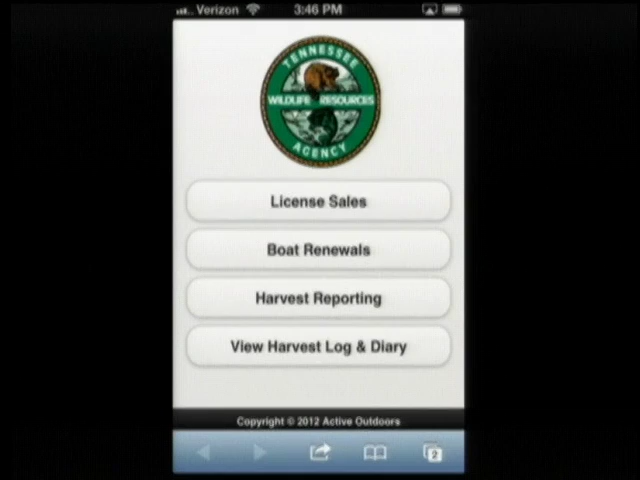 Verizon 3:46 PM
TENNESSEE
WILDLIFE RESOURCES
AGENCY
License Sales
Boat Renewals
Harvest Reporting
View Harvest Log & Diary
Copyright © 2012 Active Outdoors
2